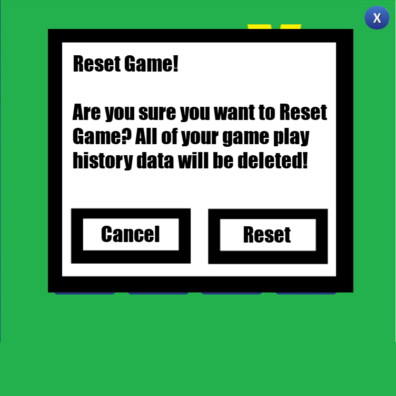 X
Reset Game!
Are you sure you want to Reset
Game? All of your game play
history data will be deleted!
Cancel Reset